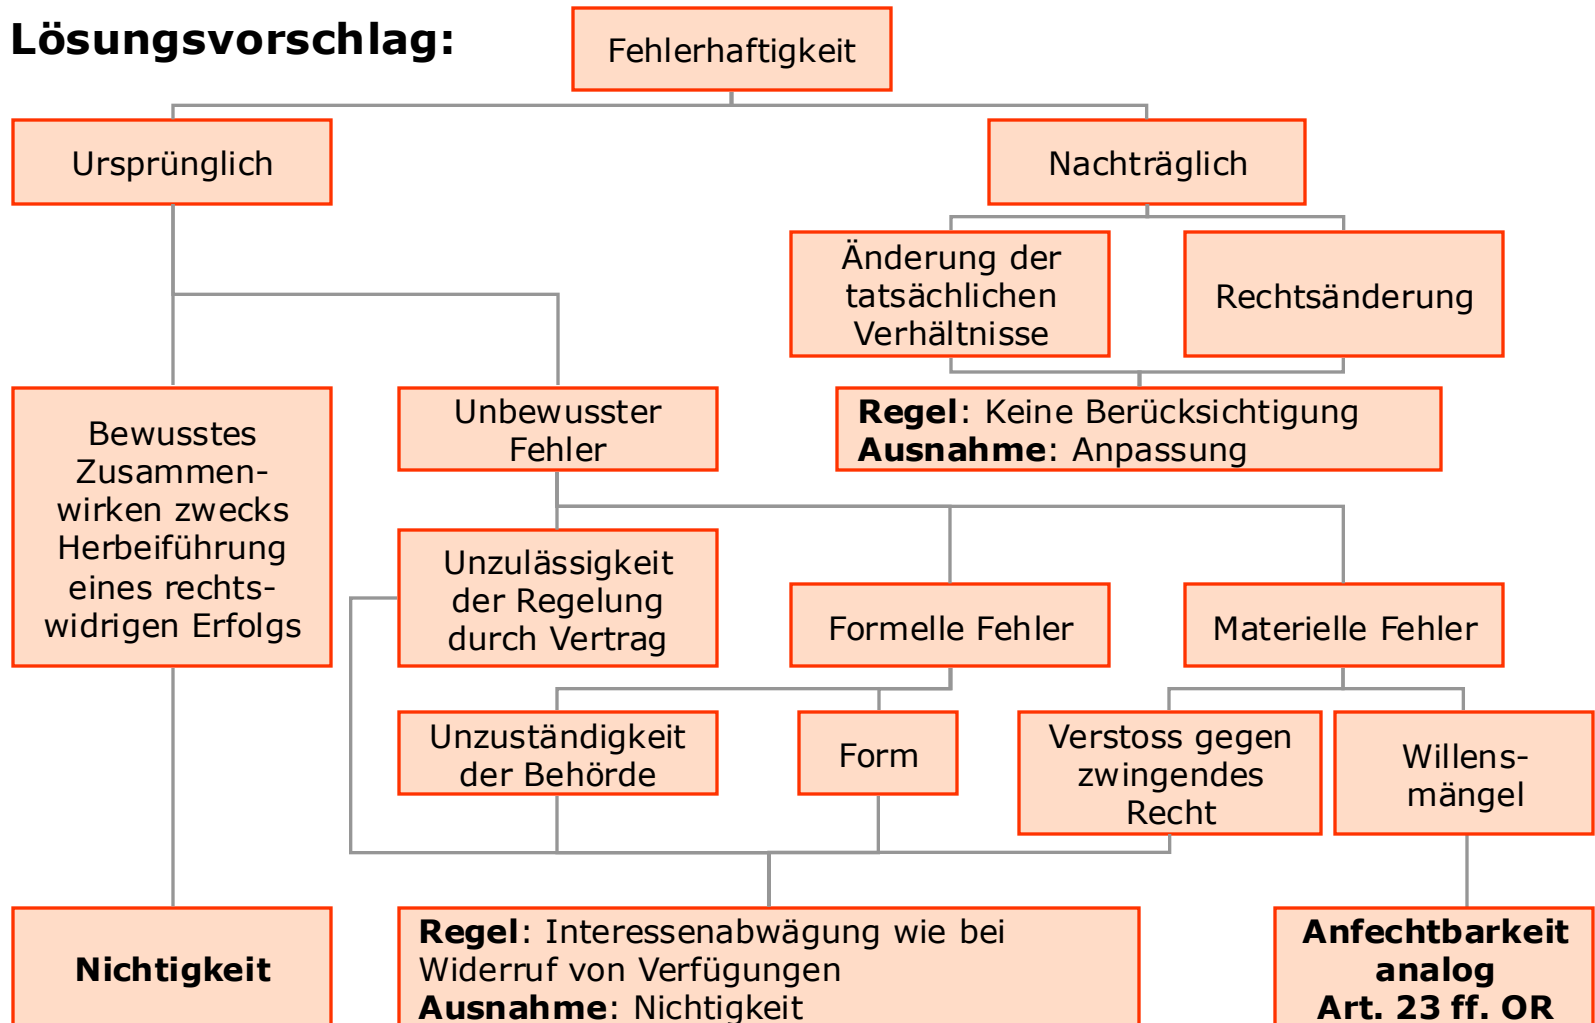 Lösungsvorschlag:
Fehlerhaftigkeit
Ursprünglich
Nachträglich
Änderung der
tatsächlichen
Verhältnisse
Rechtsänderung
Regel: Keine Berücksichtigung
Ausnahme: Anpassung
Bewusstes
Zusammen-
wirken zwecks
Herbeiführung
eines rechts-
widrigen Erfolgs
Unbewusster
Fehler
Unzulässigkeit
der Regelung
durch Vertrag
Formelle Fehler
Materielle Fehler
Unzuständigkeit
der Behörde
Form
Verstoss gegen
zwingendes
Recht
Willens-
mängel
Nichtigkeit
Regel: Interessenabwägung wie bei
Widerruf von Verfügungen
Ausnahme: Nichtigkeit
Anfechtbarkeit
analog
Art. 23 ff. OR